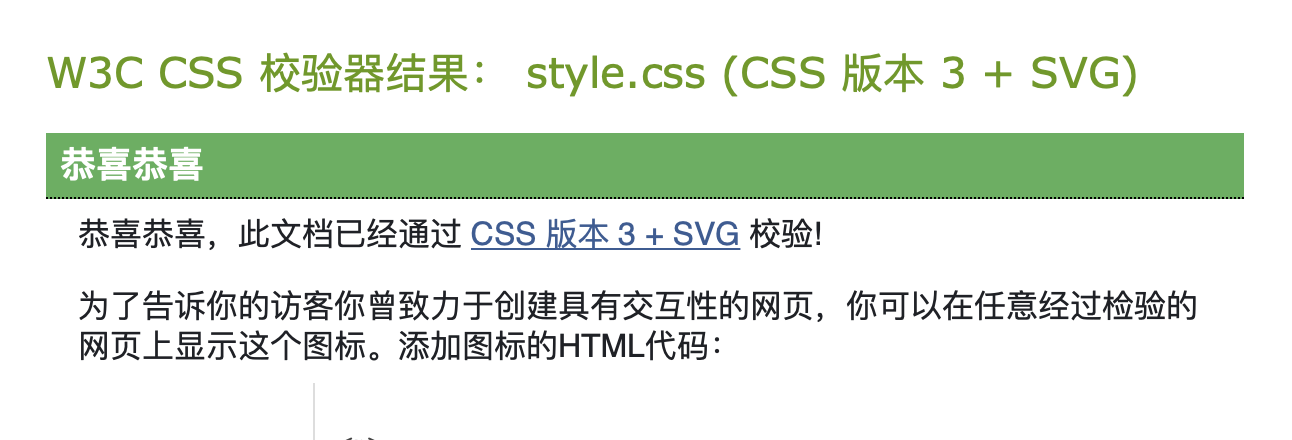 W3C CSS 校验器结果： style.css (CSS 版本 3 + SVG)
恭喜恭喜
恭喜恭喜，此文档已经通过 CSS 版本 3 + SVG 校验!
为了告诉你的访客你曾致力于创建具有交互性的网页，你可以在任意经过检验的
网页上显示这个图标。添加图标的HTML代码：